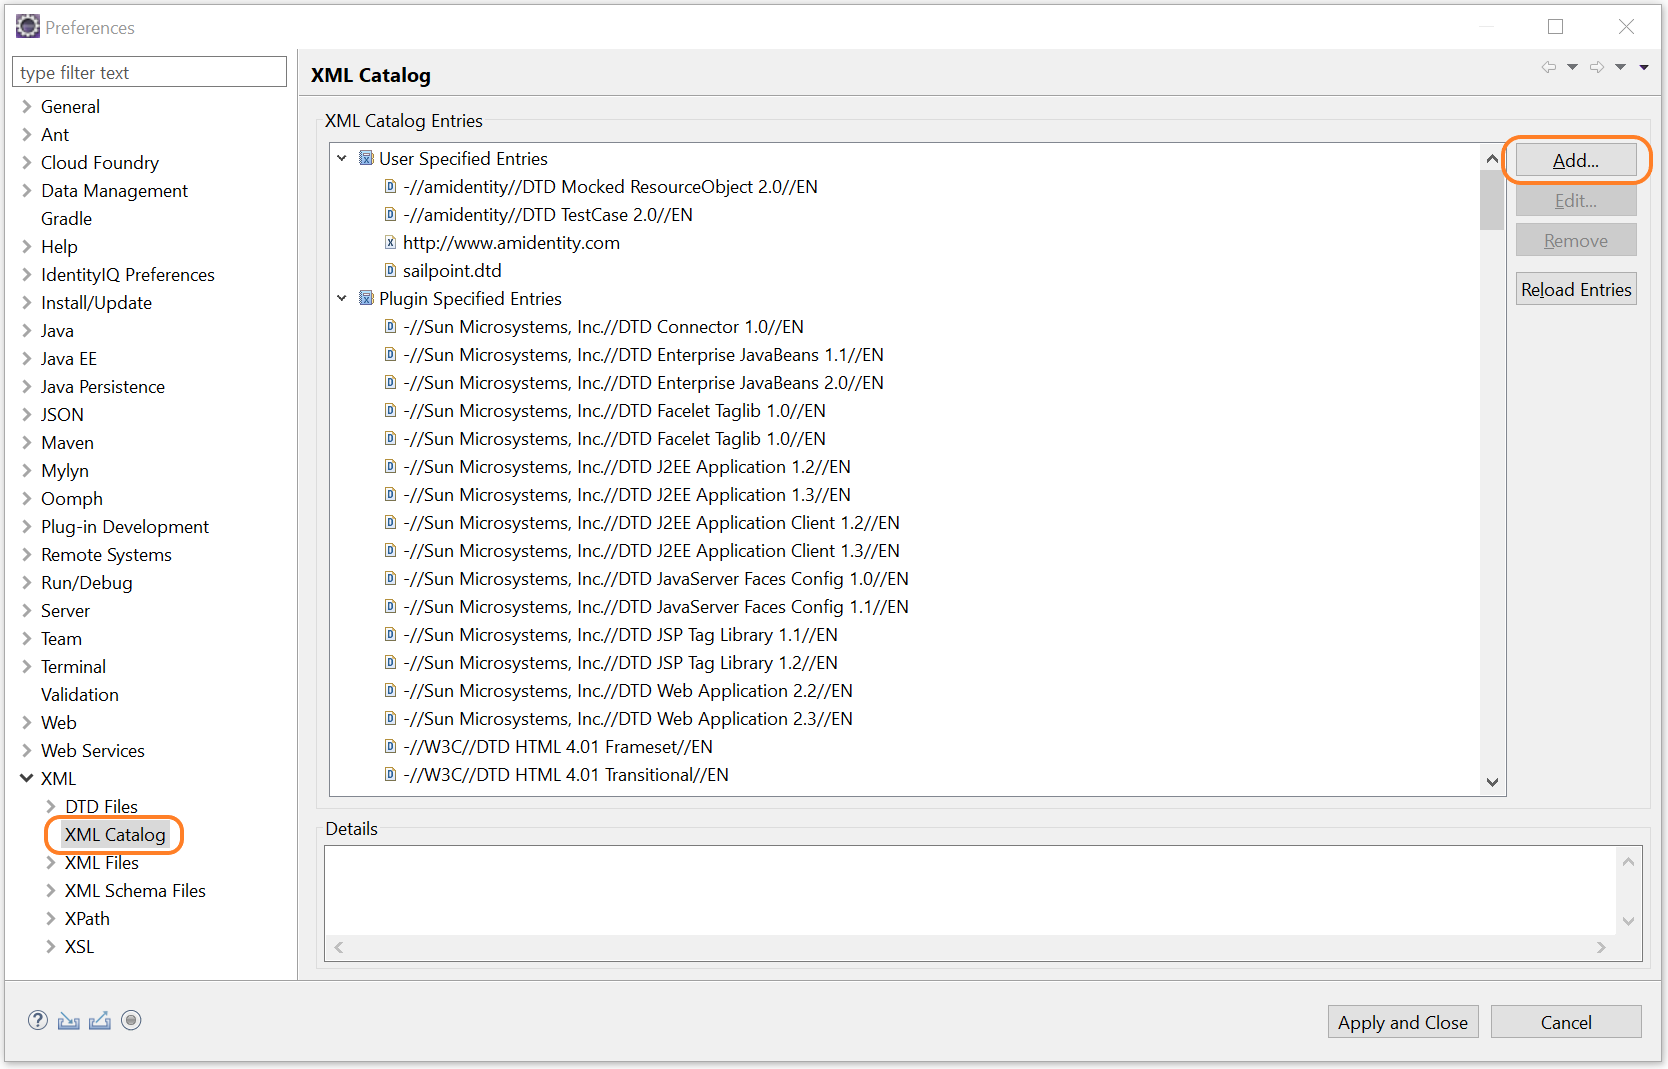 Preferences
type filter text
General
Ant
Cloud Foundry
Data Management
Gradle
Help
IdentityIQ Preferences
Install/Update
Java
Java EE
Java Persistence
JSON
Maven
Mylyn
Oomph
Plug-in Development
Remote Systems
Run/Debug
Server
Team
Terminal
Validation
Web
Web Services
XML
DTD Files
XML Catalog
XML Files
XML Schema Files
XPath
XSL
XML Catalog
XML Catalog Entries
User Specified Entries
-//amidentity//DTD Mocked ResourceObject 2.0//EN
-//amidentity//DTD TestCase 2.0//EN
http://www.amidentity.com
sailpoint.dtd
Plugin Specified Entries
-//Sun Microsystems, Inc.//DTD Connector 1.0//EN
-//Sun Microsystems, Inc.//DTD Enterprise JavaBeans 1.1//EN
-//Sun Microsystems, Inc.//DTD Enterprise JavaBeans 2.0//EN
-//Sun Microsystems, Inc.//DTD Facelet Taglib 1.0//EN
-//Sun Microsystems, Inc.//DTD Facelet Taglib 1.0//EN
-//Sun Microsystems, Inc.//DTD J2EE Application 1.2//EN
-//Sun Microsystems, Inc.//DTD J2EE Application 1.3//EN
-//Sun Microsystems, Inc.//DTD J2EE Application Client 1.2//EN
-//Sun Microsystems, Inc.//DTD J2EE Application Client 1.3//EN
-//Sun Microsystems, Inc.//DTD JavaServer Faces Config 1.0//EN
-//Sun Microsystems, Inc.//DTD JavaServer Faces Config 1.1//EN
-//Sun Microsystems, Inc.//DTD JSP Tag Library 1.1//EN
-//Sun Microsystems, Inc.//DTD JSP Tag Library 1.2//EN
-//Sun Microsystems, Inc.//DTD Web Application 2.2//EN
-//Sun Microsystems, Inc.//DTD Web Application 2.3//EN
-//W3C//DTD HTML 4.01 Frameset//EN
-//W3C//DTD HTML 4.01 Transitional//EN
Add...
Edit...
Remove
Reload Entries
Details
Apply and Close
Cancel